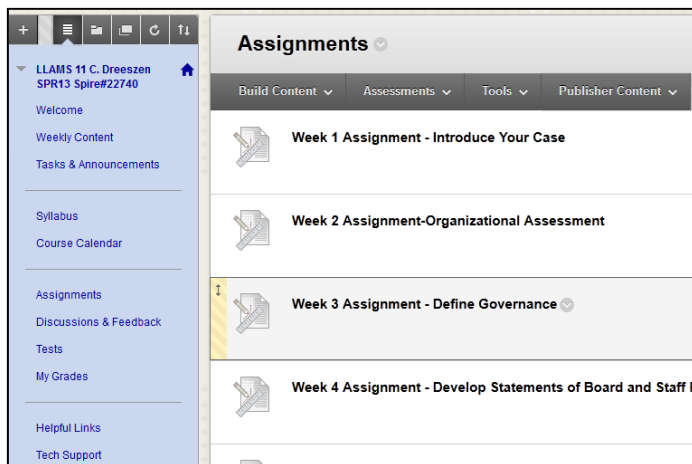 LLAMS 11 C. Dreeszen
SPR13 Spire#22740
Welcome
Weekly Content
Tasks & Announcements
Syllabus
Course Calendar
Assignments
Discussions & Feedback
Tests
My Grades
Helpful Links
Tech Support
Assignments
Build Content
Assessments
Tools
Publisher Content
Week 1 Assignment - Introduce Your Case
Week 2 Assignment-Organizational Assessment
Week 3 Assignment - Define Governance
Week 4 Assignment - Develop Statements of Board and Staff